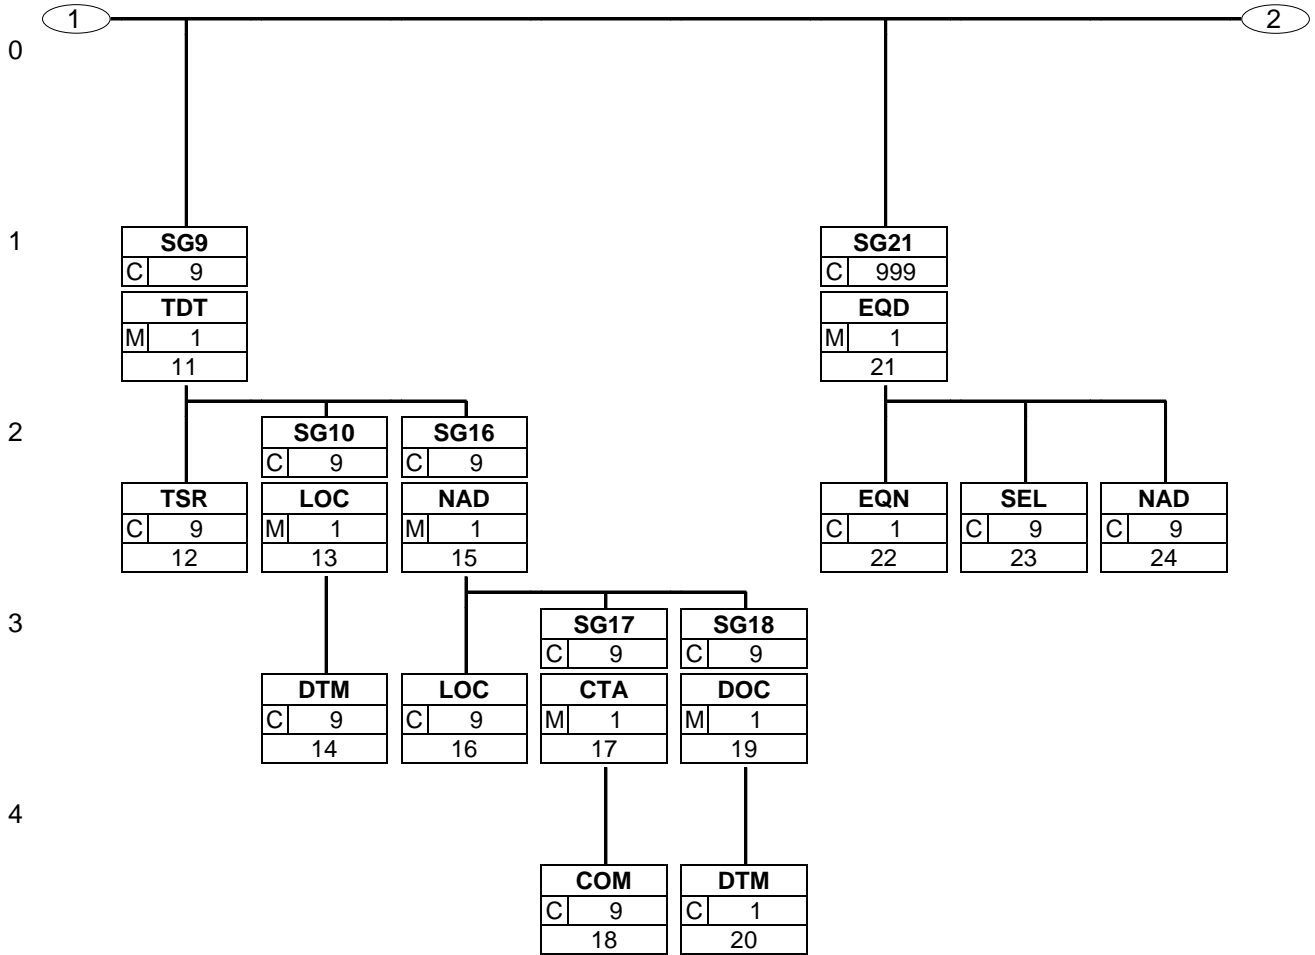 1 2
0
1
SG9 SG21
C 9 C 999
TDT EQD
M 1 M 1
11 21
2
SG10 SG16
C 9 C 9
TSR LOC NAD EQN SEL NAD
C 9 M 1 M 1 C 1 C 9 C 9
12 13 15 22 23 24
3
SG17 SG18
C 9 C 9
DTM LOC CTA DOC
C 9 C 9 M 1 M 1
14 16 17 19
4
COM DTM
C 9 C 1
18 20